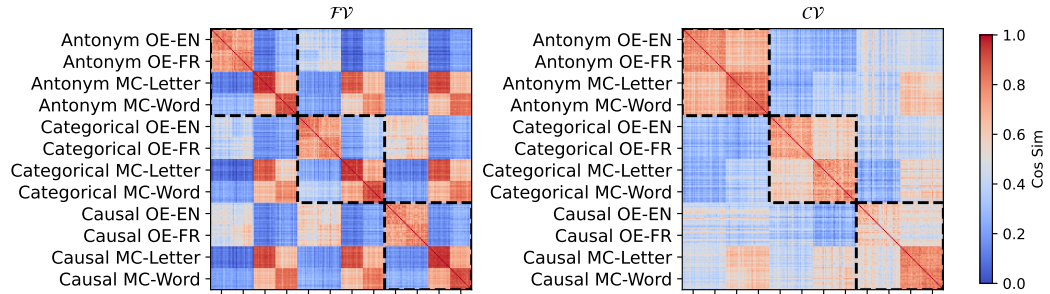 FV
CV
Antonym OE-EN
Antonym OE-FR
Antonym MC-Letter
Antonym MC-Word
Categorical OE-EN
Categorical OE-FR
Categorical MC-Letter
Categorical MC-Word
Causal OE-EN
Causal OE-FR
Causal MC-Letter
Causal MC-Word
Antonym OE-EN
Antonym OE-FR
Antonym MC-Letter
Antonym MC-Word
Categorical OE-EN
Categorical OE-FR
Categorical MC-Letter
Categorical MC-Word
Causal OE-EN
Causal OE-FR
Causal MC-Letter
Causal MC-Word
1.0
0.8
0.6
0.4
0.2
0.0
Cos Sim